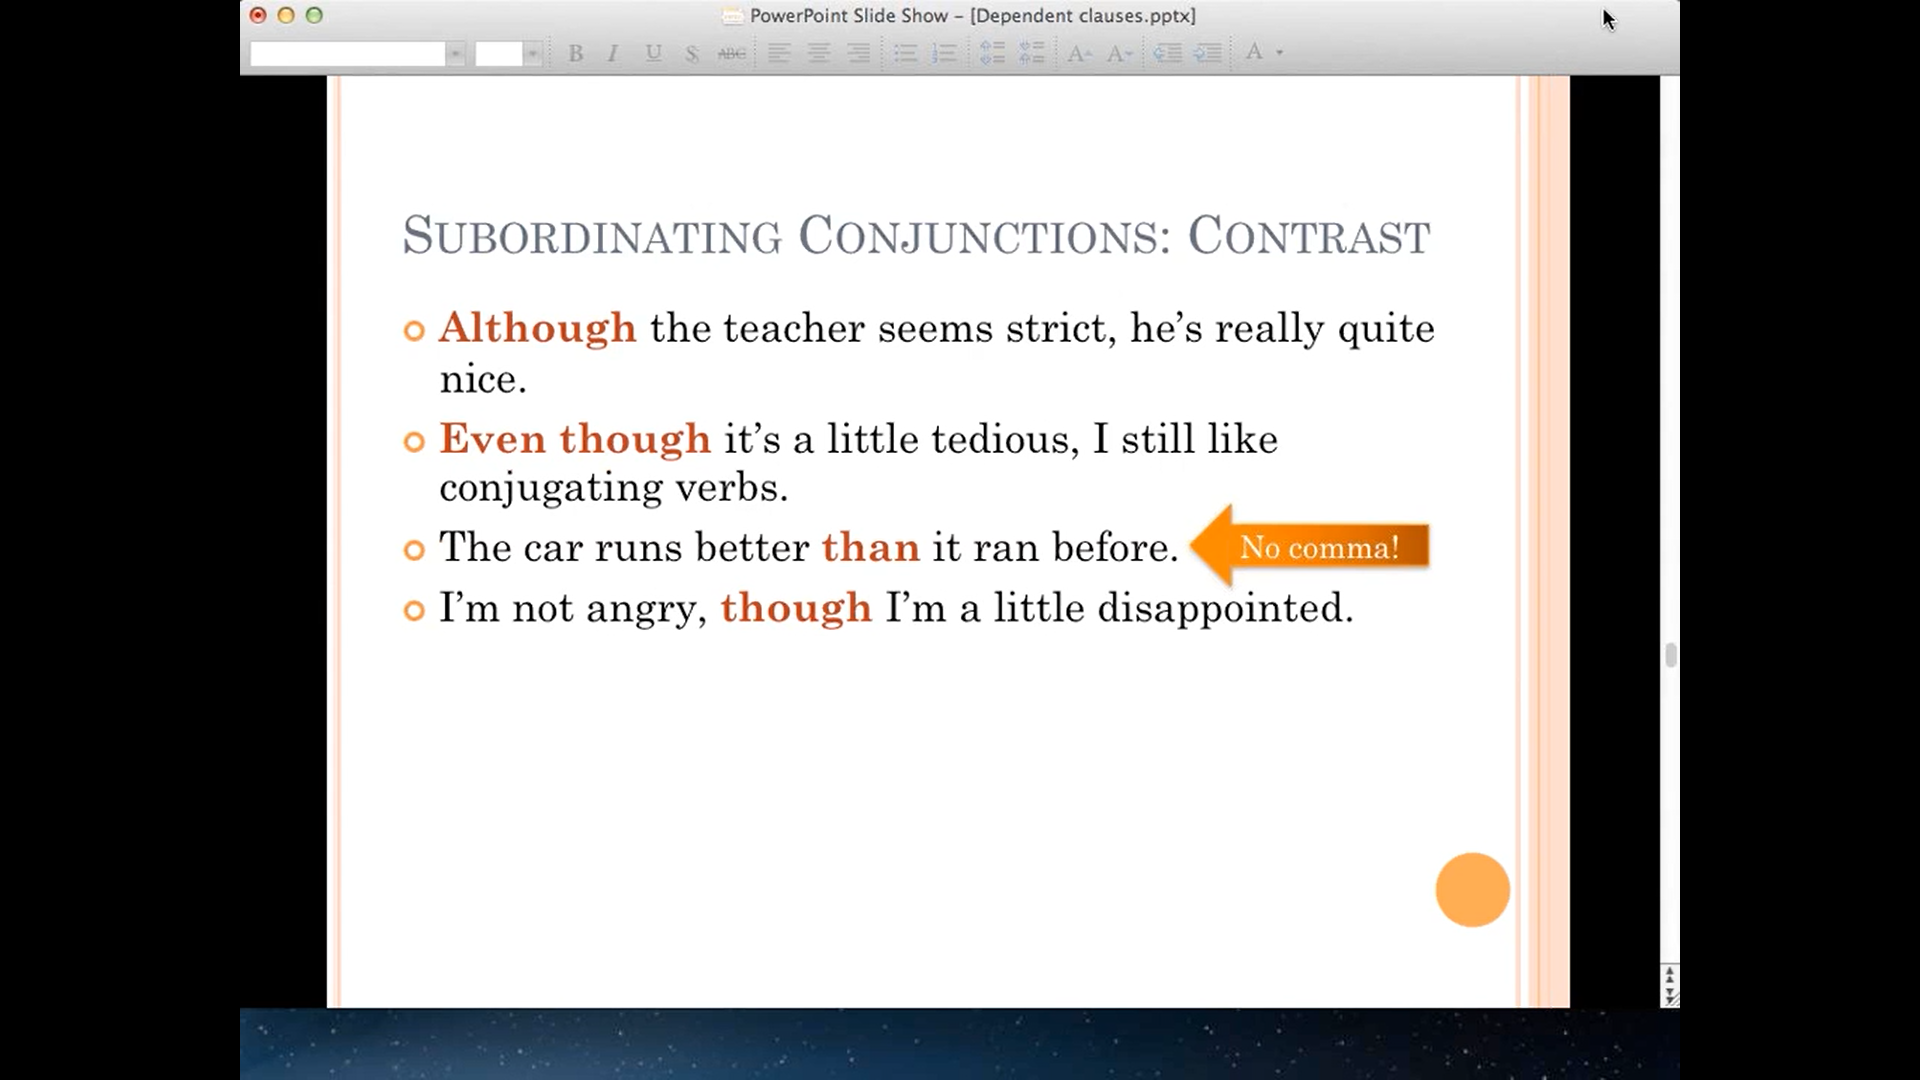 PowerPoint Slide Show – [Dependent clauses.pptx]
B I U S ABC A A A
SUBORDINATING CONJUNCTIONS: CONTRAST
Although the teacher seems strict, he’s really quite
nice.
Even though it’s a little tedious, I still like
conjugating verbs.
The car runs better than it ran before.
No comma!
I’m not angry, though I’m a little disappointed.